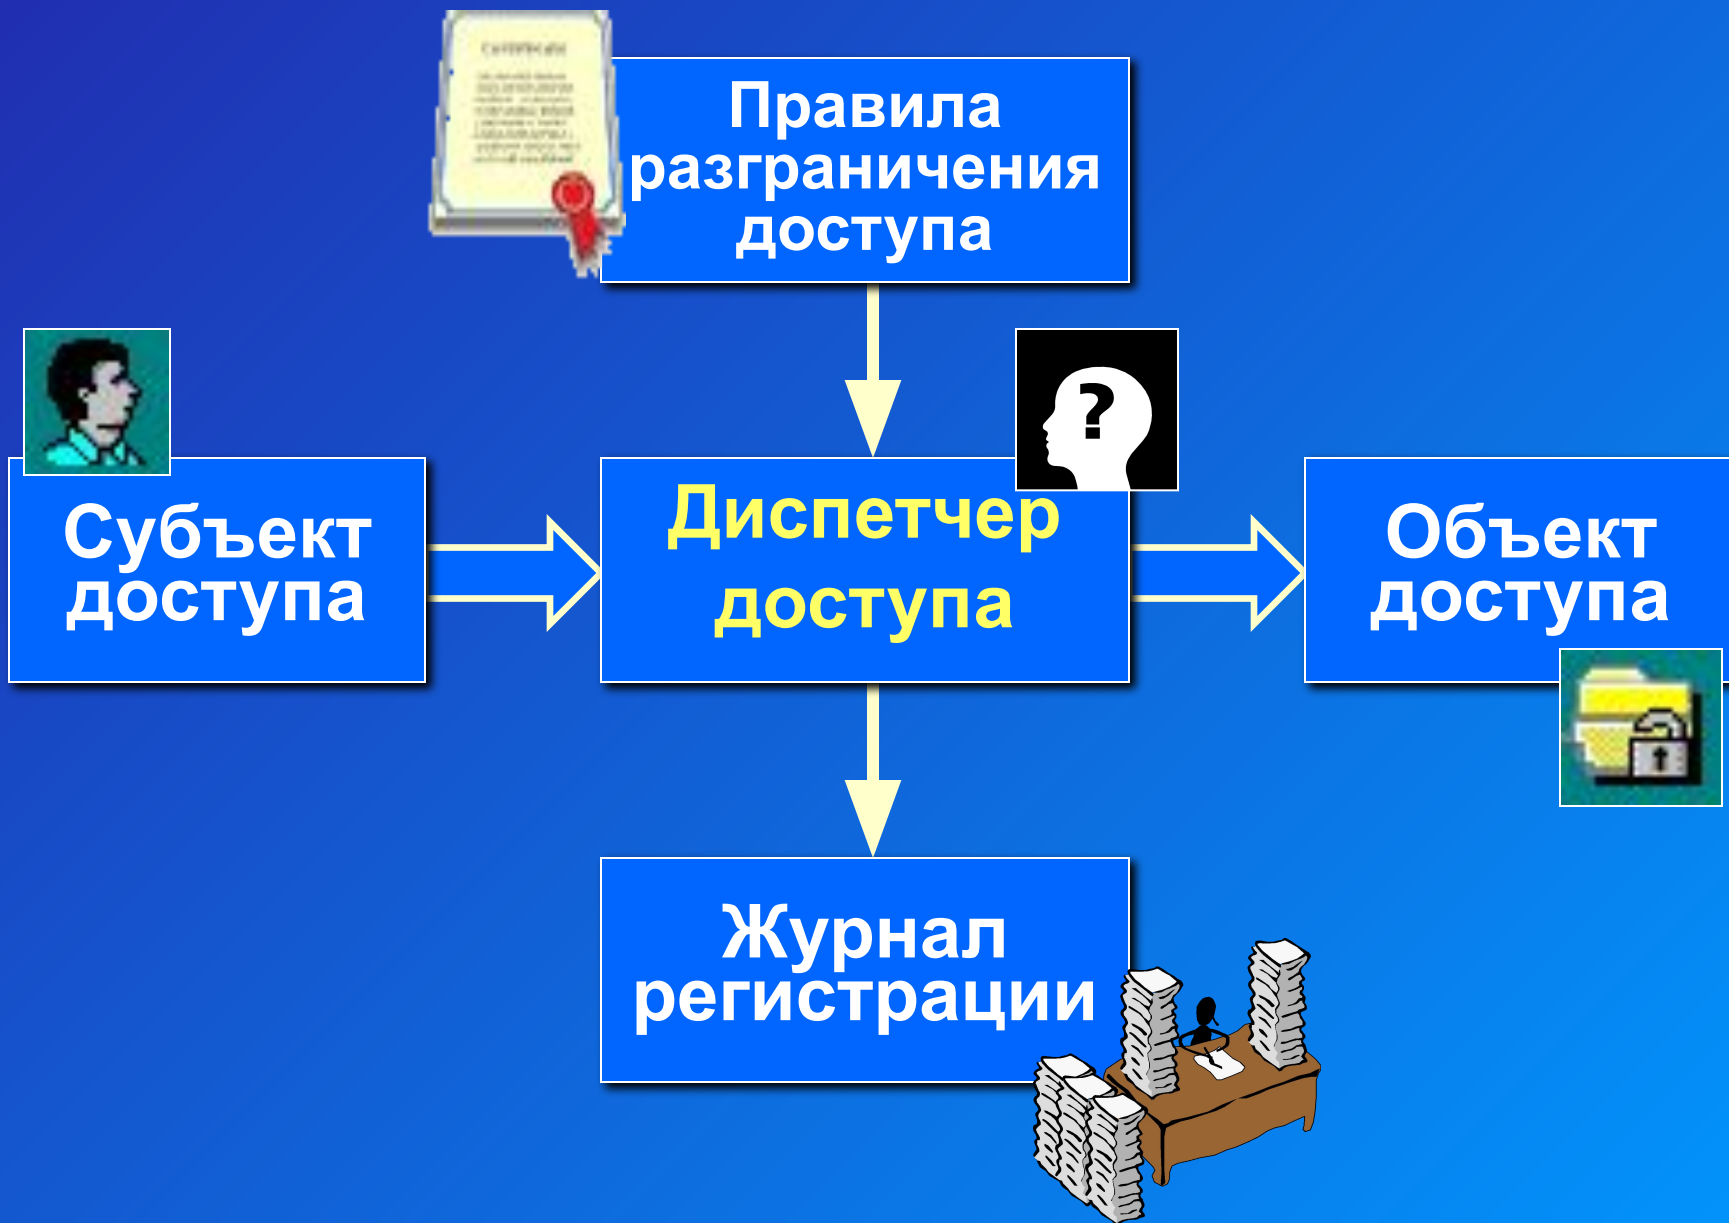 Правила
разграничения
доступа
?
Субъект
доступа
Диспетчер
доступа
Объект
доступа
Журнал
регистрации